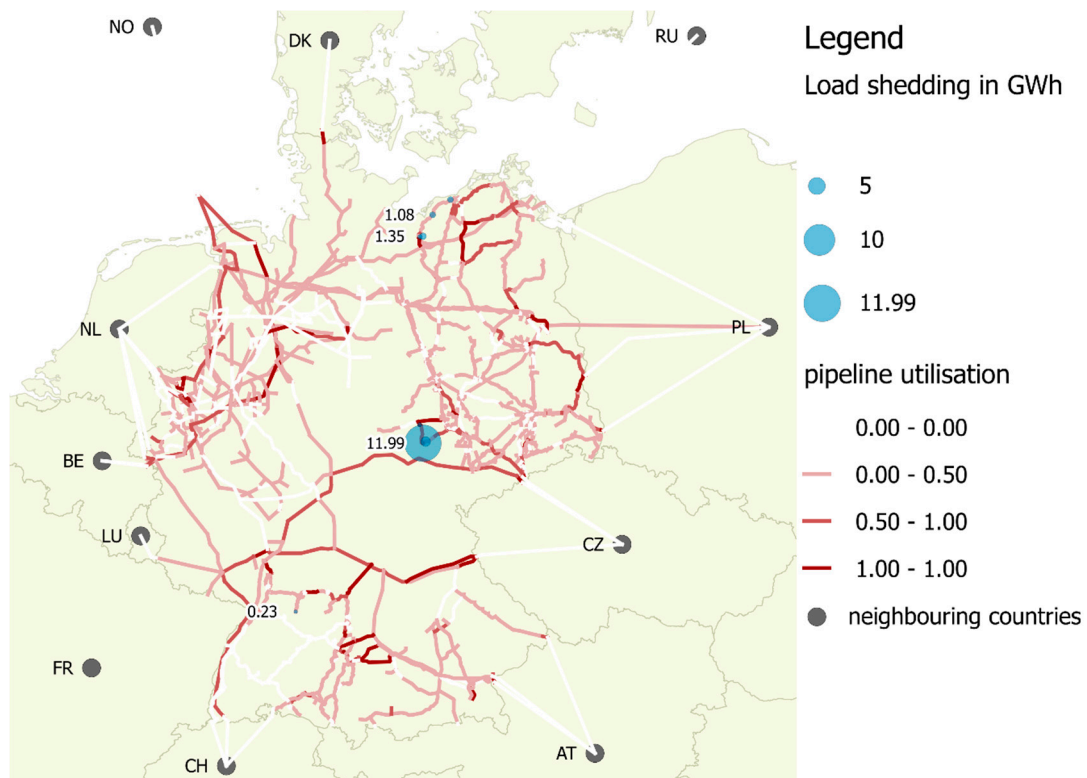 NO
DK
RU
Legend
Load shedding in GWh
5
1.08
1.35
10
11.99
NL
PL
pipeline utilisation
0.00 - 0.00
11.99
BE
0.00 - 0.50
0.50 - 1.00
LU
CZ
1.00 - 1.00
0.23
neighbouring countries
FR
CH
AT